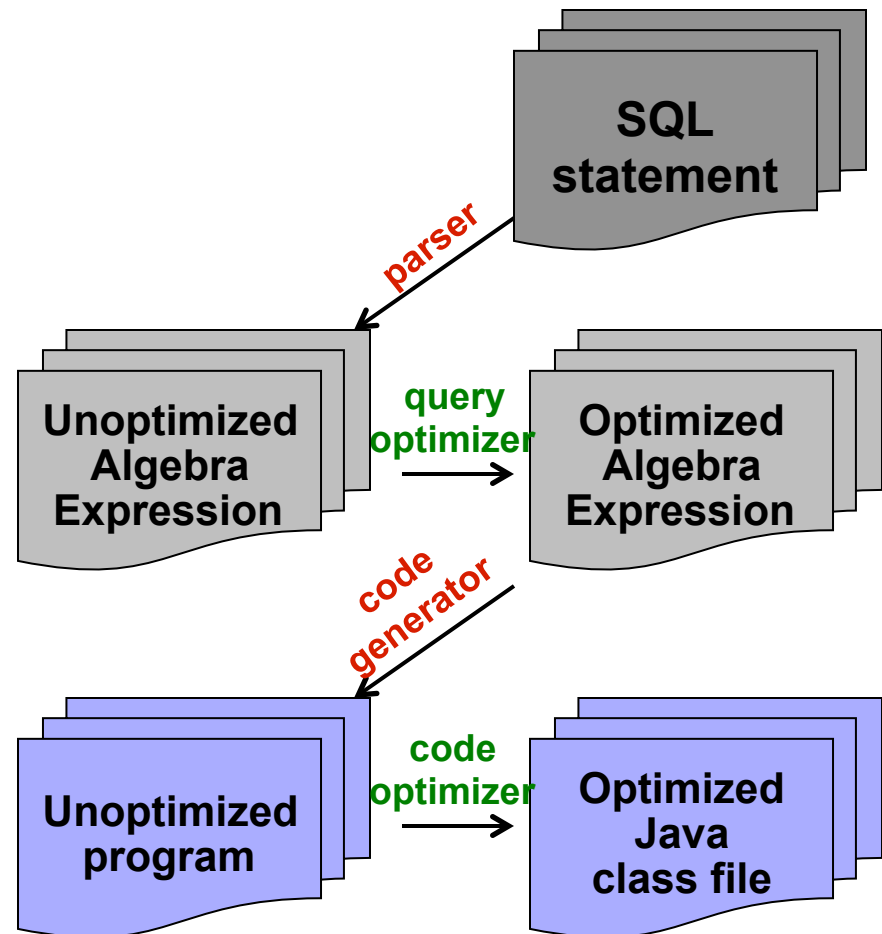 SQL
statement
parser
query
optimizer
Unoptimized
Algebra
Expression
Optimized
Algebra
Expression
code
generator
code
optimizer
Unoptimized
program
Optimized
Java
class file